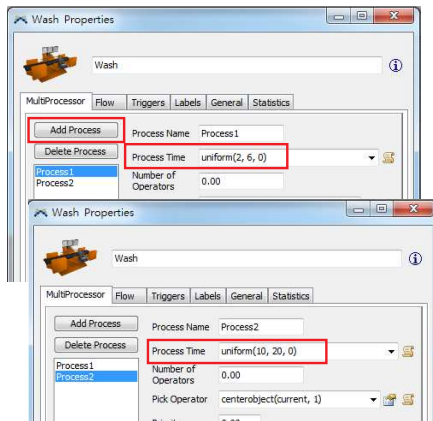 Wash Properties
Wash
MultiProcessor Flow Triggers Labels General Statistics
Add Process
Process Name Process1
Delete Process
Process Time uniform(2, 6, 0)
Process1
Process2
Number of Operators 0.00
Wash Properties
Wash
MultiProcessor Flow Triggers Labels General Statistics
Add Process
Process Name Process2
Delete Process
Process Time uniform(10, 20, 0)
Process1
Process2
Number of Operators 0.00
Pick Operator centerobject(current, 1)